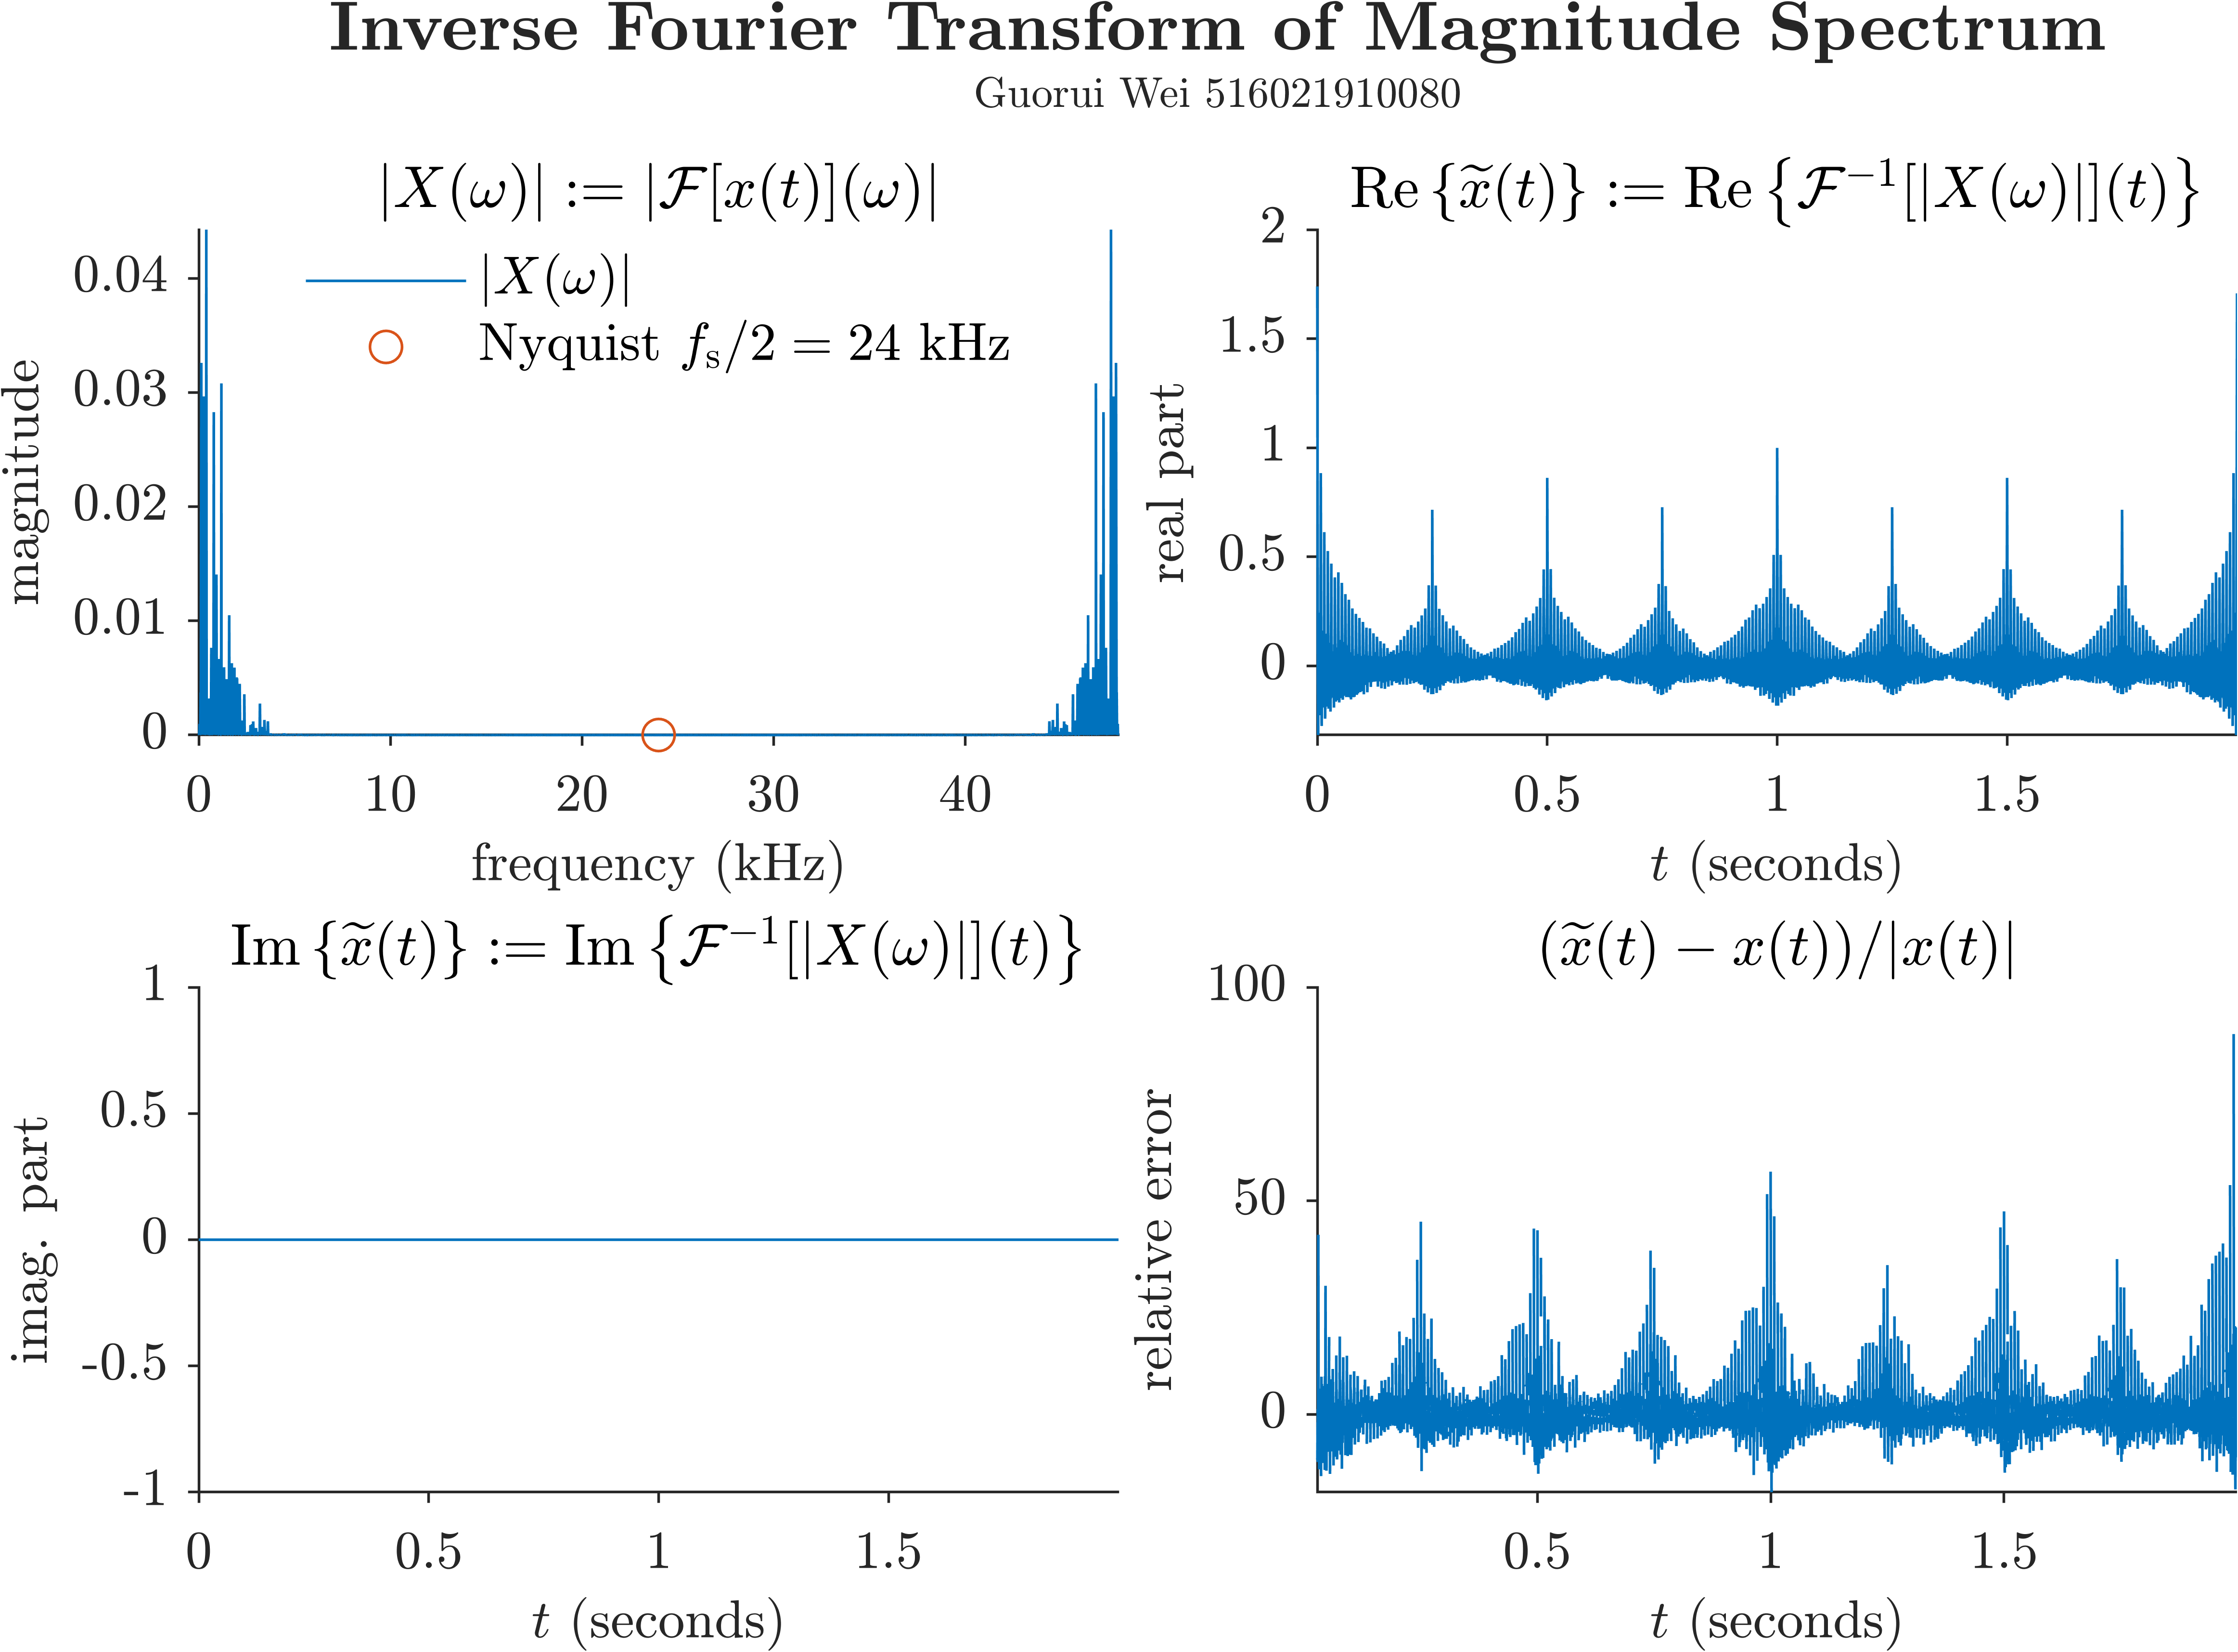 Inverse Fourier Transform of Magnitude Spectrum
Guorui Wei 516021910080
|X(ω)| := |ℱ[x(t)](ω)|
0.04
0.03
0.02
0.01
0
magnitude
|X(ω)|
Nyquist fₛ/2 = 24 kHz
0 10 20 30 40
frequency (kHz)
Re {x̃(t)} := Re {ℱ⁻¹[|X(ω)|](t)}
2
1.5
1
0.5
0
real part
0 0.5 1 1.5
t (seconds)
Im {x̃(t)} := Im {ℱ⁻¹[|X(ω)|](t)}
1
0.5
0
-0.5
-1
imag. part
0 0.5 1 1.5
t (seconds)
(x̃(t) − x(t))/|x(t)|
100
50
0
relative error
0.5 1 1.5
t (seconds)